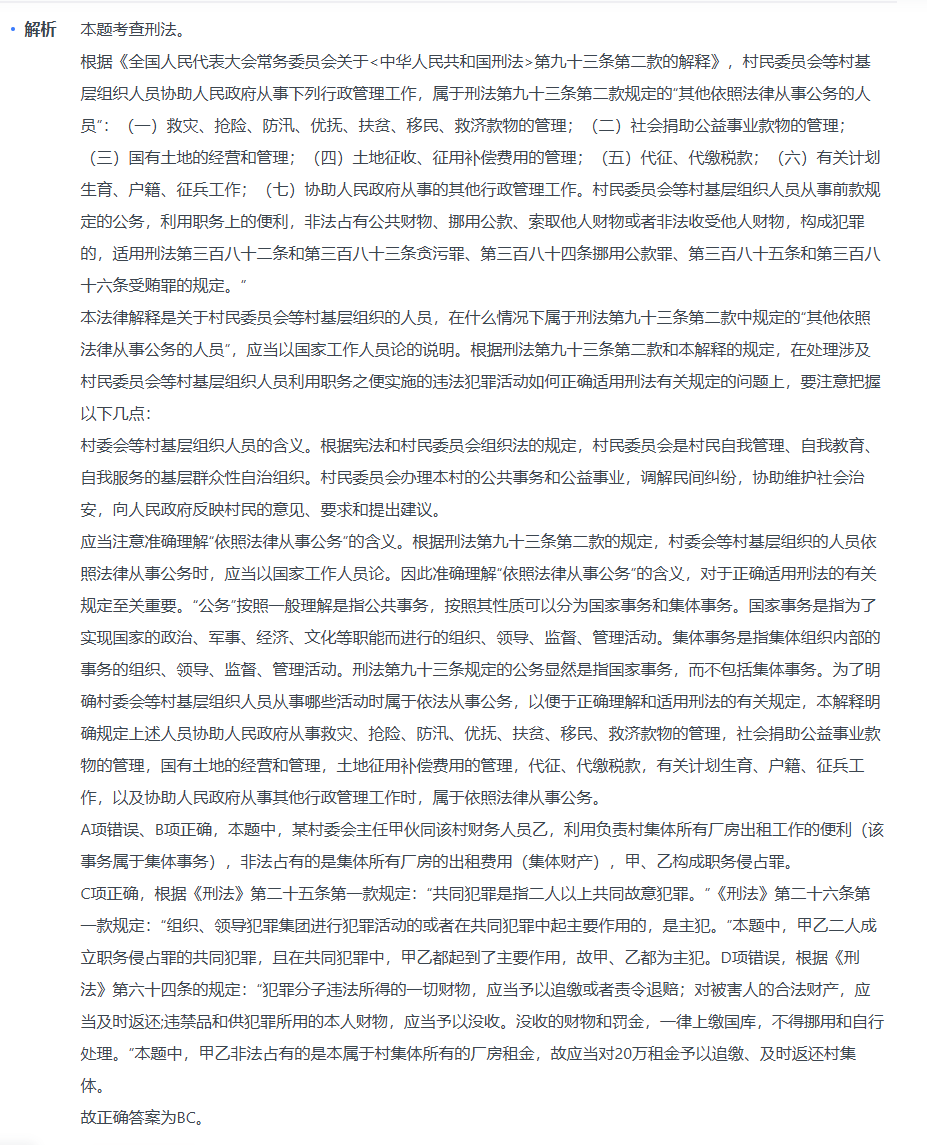 解析 本题考查刑法。
根据《全国人民代表大会常务委员会关于<中华人民共和国刑法>第九十三条第二款的解释》，村民委员会等村基
层组织人员协助人民政府从事下列行政管理工作，属于刑法第九十三条第二款规定的“其他依照法律从事公务的人
员”：（一）救灾、抢险、防汛、优抚、扶贫、移民、救济款物的管理；（二）社会捐助公益事业款物的管理；
（三）国有土地的经营和管理；（四）土地征收、征用补偿费用的管理；（五）代征、代缴税款；（六）有关计划
生育、户籍、征兵工作；（七）协助人民政府从事的其他行政管理工作。村民委员会等村基层组织人员从事前款规
定的公务，利用职务上的便利，非法占有公共财物、挪用公款、索取他人财物或者非法收受他人财物，构成犯罪
的，适用刑法第三百八十二条和第三百八十三条贪污罪、第三百八十四条挪用公款罪、第三百八十五条和第三百八
十六条受贿罪的规定。”
本法律解释是关于村民委员会等村基层组织的人员，在什么情况下属于刑法第九十三条第二款中规定的“其他依照
法律从事公务的人员”，应当以国家工作人员论的说明。根据刑法第九十三条第二款和本解释的规定，在处理涉及
村民委员会等村基层组织人员利用职务之便实施的违法犯罪活动如何正确适用刑法有关规定的问题上，要注意把握
以下几点：
村委会等村基层组织人员的含义。根据宪法和村民委员会组织法的规定，村民委员会是村民自我管理、自我教育、
自我服务的基层群众性自治组织。村民委员会办理本村的公共事务和公益事业，调解民间纠纷，协助维护社会治
安，向人民政府反映村民的意见、要求和提出建议。
应当注意准确理解“依照法律从事公务”的含义。根据刑法第九十三条第二款的规定，村委会等村基层组织的人员依
照法律从事公务时，应当以国家工作人员论。因此准确理解“依照法律从事公务”的含义，对于正确适用刑法的有关
规定至关重要。“公务”按照一般理解是指公共事务，按照其性质可以分为国家事务和集体事务。国家事务是指为了
实现国家的政治、军事、经济、文化等职能而进行的组织、领导、监督、管理活动。集体事务是指集体组织内部的
事务的组织、领导、监督、管理活动。刑法第九十三条规定的公务显然是指国家事务，而不包括集体事务。为了明
确村委会等村基层组织人员从事哪些活动时属于依法从事公务，以便于正确理解和适用刑法的有关规定，本解释明
确规定上述人员协助人民政府从事救灾、抢险、防汛、优抚、扶贫、移民、救济款物的管理，社会捐助公益事业款
物的管理，国有土地的经营和管理，土地征用补偿费用的管理，代征、代缴税款，有关计划生育、户籍、征兵工
作，以及协助人民政府从事其他行政管理工作时，属于依照法律从事公务。
A项错误、B项正确，本题中，某村委会主任甲伙同该村财务人员乙，利用负责村集体所有厂房出租工作的便利（该
事务属于集体事务），非法占有的是集体所有厂房的出租费用（集体财产），甲、乙构成职务侵占罪。
C项正确，根据《刑法》第二十五条第一款规定：“共同犯罪是指二人以上共同故意犯罪。“《刑法》第二十六条第
一款规定：“组织、领导犯罪集团进行犯罪活动的或者在共同犯罪中起主要作用的，是主犯。”本题中，甲乙二人成
立职务侵占罪的共同犯罪，且在共同犯罪中，甲乙都起到了主要作用，故甲、乙都为主犯。D项错误，根据《刑
法》第六十四条的规定：“犯罪分子违法所得的一切财物，应当予以追缴或者责令退赔；对被害人的合法财产，应
当及时返还;违禁品和供犯罪所用的本人财物，应当予以没收。没收的财物和罚金，一律上缴国库，不得挪用和自行
处理。”本题中，甲乙非法占有的是本属于村集体所有的厂房租金，故应当对20万租金予以追缴、及时返还村集
体。
故正确答案为BC。